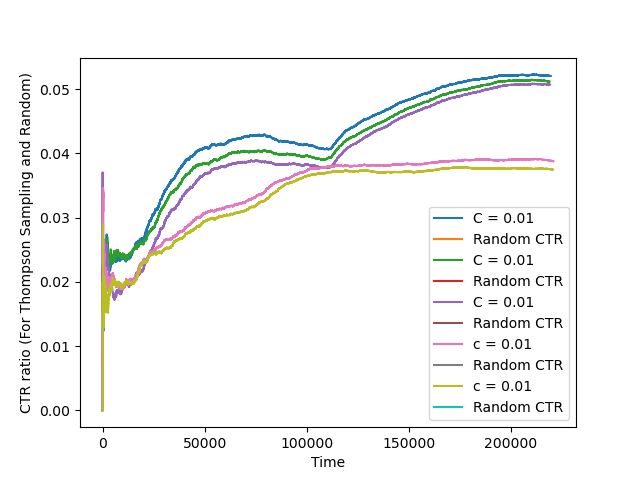 CTR ratio (For Thompson Sampling and Random)
0.05
0.04
0.03
0.02
0.01
0.00
0
50000
100000
150000
200000
Time
C = 0.01
Random CTR
C = 0.01
Random CTR
C = 0.01
Random CTR
c = 0.01
Random CTR
c = 0.01
Random CTR